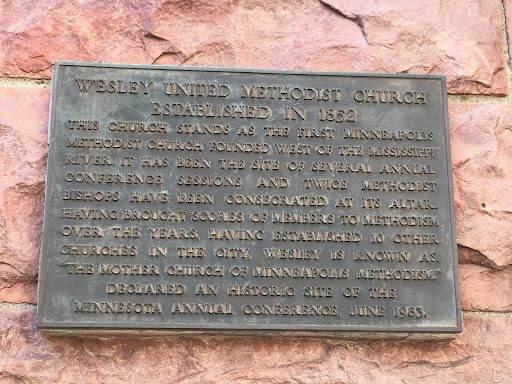 WESLEY UNITED METHODIST CHURCH
ESTABLISHED IN 1852
THIS CHURCH STANDS AS THE FIRST MINNEAPOLIS
METHODIST CHURCH FOUNDED WEST OF THE MISSISSIPPI
RIVER. IT HAS BEEN THE SITE OF SEVERAL ANNUAL
CONFERENCE SESSIONS AND TWICE METHODIST
BISHOPS HAVE BEEN CONSECRATED AT ITS ALTAR.
HAVING BROUGHT SCORES OF MEMBERS TO METHODISM
OVER THE YEARS, HAVING ESTABLISHED 16 OTHER
CHURCHES IN THE CITY, WESLEY IS KNOWN AS
"THE MOTHER CHURCH OF MINNEAPOLIS METHODISM."
DECLARED AN HISTORIC SITE OF THE
MINNESOTA ANNUAL CONFERENCE, JUNE 1983.